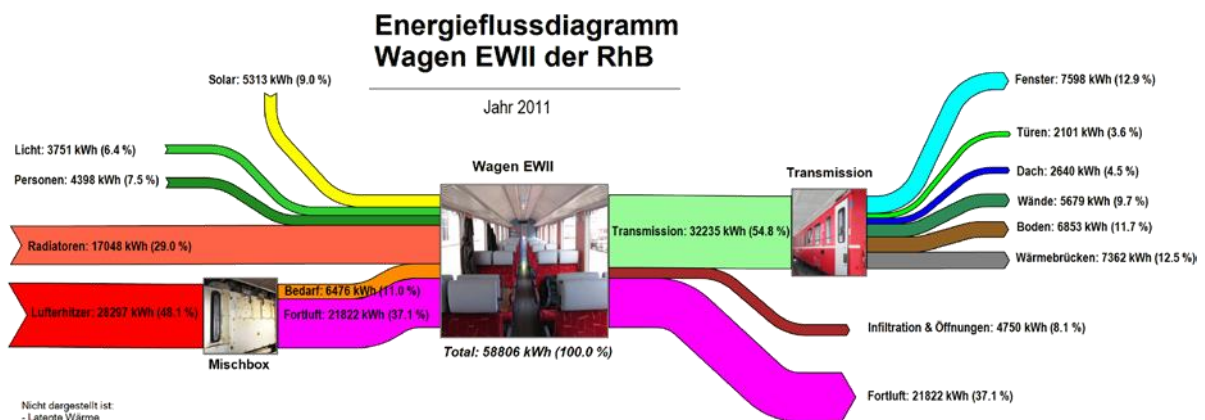 Energieflussdiagramm
Wagen EWII der RhB
Jahr 2011
Solar: 5313 kWh (9.0 %)
Licht: 3751 kWh (6.4 %)
Personen: 4398 kWh (7.5 %)
Radiatoren: 17048 kWh (29.0 %)
Lufterhitzer: 28297 kWh (48.1 %)
Mischbox
Bedarf: 6476 kWh (11.0 %)
Fortluft: 21822 kWh (37.1 %)
Wagen EWII
Total: 58806 kWh (100.0 %)
Transmission: 32235 kWh (54.8 %)
Transmission
Fenster: 7598 kWh (12.9 %)
Türen: 2101 kWh (3.6 %)
Dach: 2640 kWh (4.5 %)
Wände: 5679 kWh (9.7 %)
Boden: 6853 kWh (11.7 %)
Wärmebrücken: 7362 kWh (12.5 %)
Infiltration & Öffnungen: 4750 kWh (8.1 %)
Fortluft: 21822 kWh (37.1 %)
Nicht dargestellt ist:
- Latente Wärme